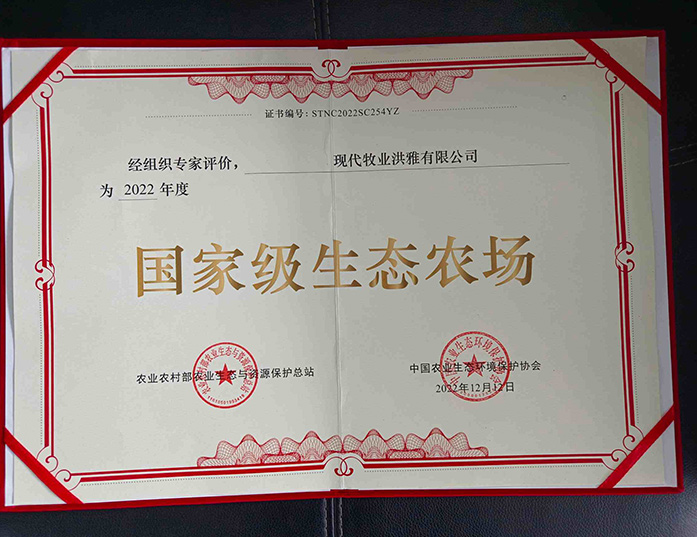 证书编号: STNC2022SC254YZ
经组织专家评价, 现代牧业洪雅有限公司
为 2022 年度
国家级生态农场
农业农村部农业生态与资源保护总站
中国农业生态环境保护协会
2022年12月12日